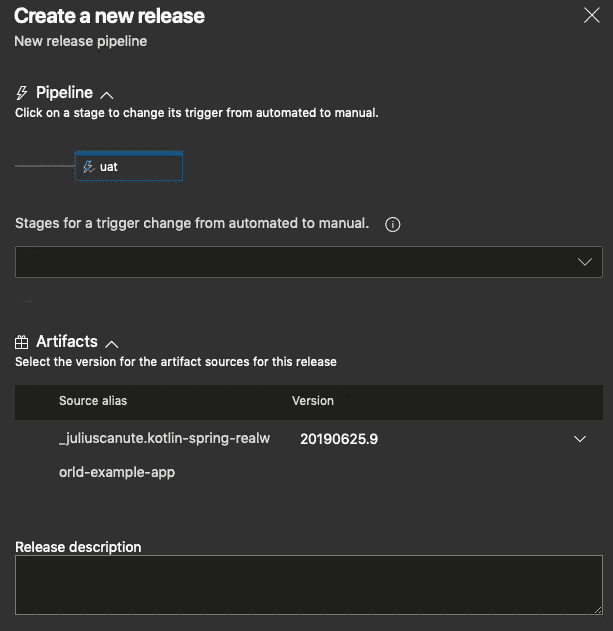 Create a new release
New release pipeline
Pipeline
Click on a stage to change its trigger from automated to manual.
uat
Stages for a trigger change from automated to manual.
Artifacts
Select the version for the artifact sources for this release
Source alias Version
_juliuscanute.kotlin-spring-realw 20190625.9
orld-example-app
Release description